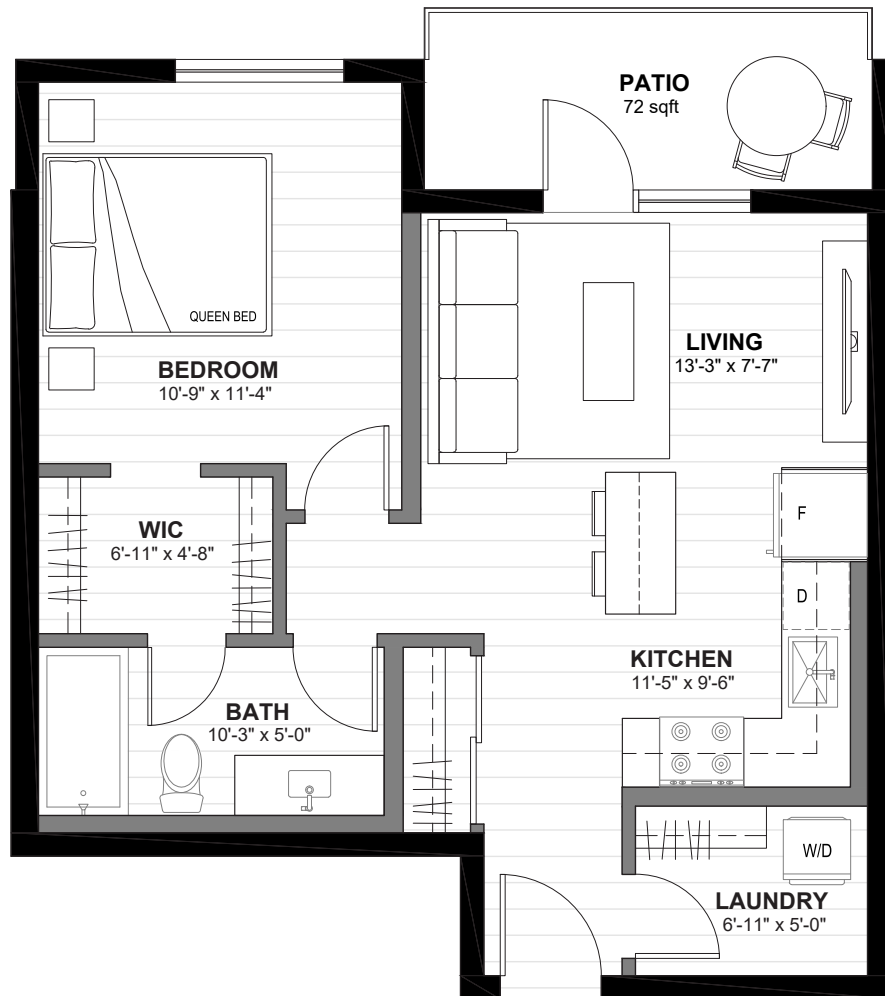 PATIO
72 sqft
QUEEN BED
LIVING
13'-3" x 7'-7"
BEDROOM
10'-9" x 11'-4"
F
WIC
6'-11" x 4'-8"
D
KITCHEN
11'-5" x 9'-6"
BATH
10'-3" x 5'-0"
W/D
LAUNDRY
6'-11" x 5'-0"